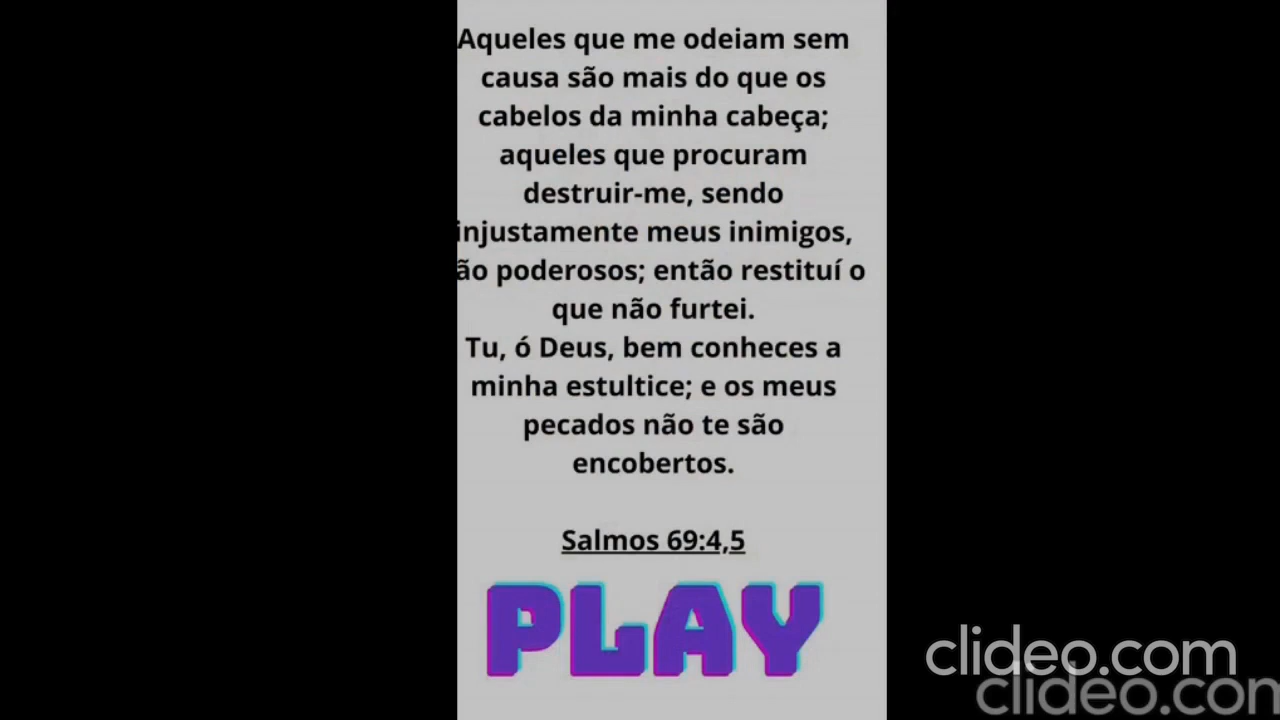 Aqueles que me odeiam sem
causa são mais do que os
cabelos da minha cabeça;
aqueles que procuram
destruir-me, sendo
injustamente meus inimigos,
ão poderosos; então restituí o
que não furtei.
Tu, ó Deus, bem conheces a
minha estultice; e os meus
pecados não te são
encobertos.
Salmos 69:4,5
PLAY
clideo.com
clideo.con